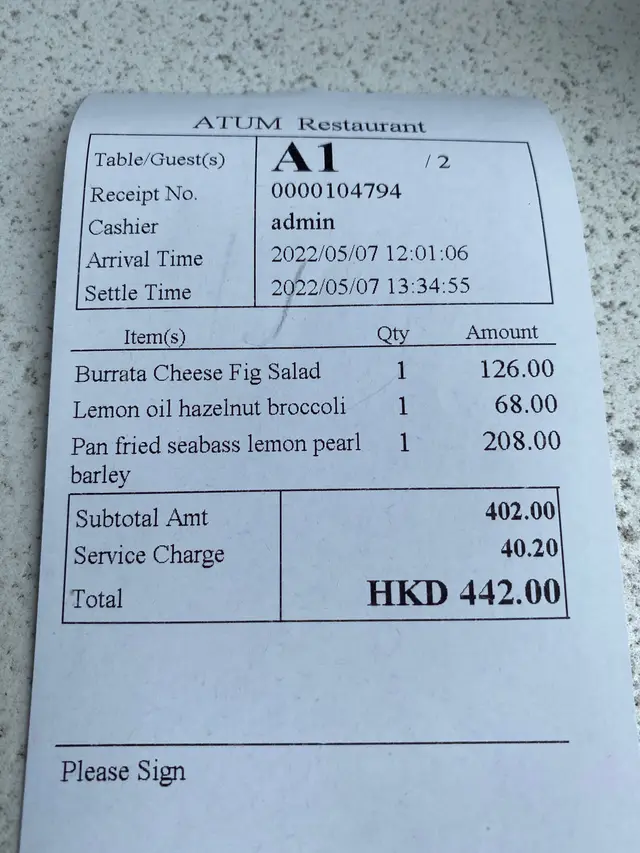 ATUM Restaurant
Table/Guest(s) A1 / 2
Receipt No. 0000104794
Cashier admin
Arrival Time 2022/05/07 12:01:06
Settle Time 2022/05/07 13:34:55
Item(s) Qty Amount
Burrata Cheese Fig Salad 1 126.00
Lemon oil hazelnut broccoli 1 68.00
Pan fried seabass lemon pearl 1 208.00
barley
Subtotal Amt 402.00
Service Charge 40.20
Total HKD 442.00
Please Sign